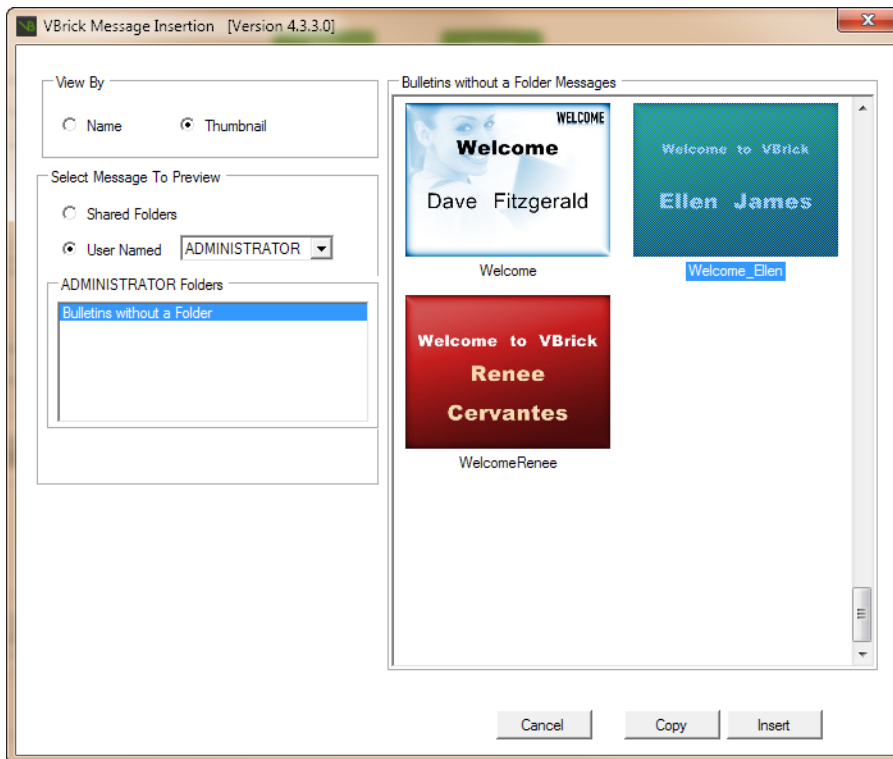 VBrick Message Insertion [Version 4.3.3.0]
View By
Name
Thumbnail
Select Message To Preview
Shared Folders
User Named
ADMINISTRATOR
ADMINISTRATOR Folders
Bulletins without a Folder
Bulletins without a Folder Messages
WELCOME
Welcome
Dave Fitzgerald
Welcome
Welcome to VBrick
Ellen James
Welcome_Ellen
Welcome to VBrick
Renee
Cervantes
WelcomeRenee
Cancel
Copy
Insert